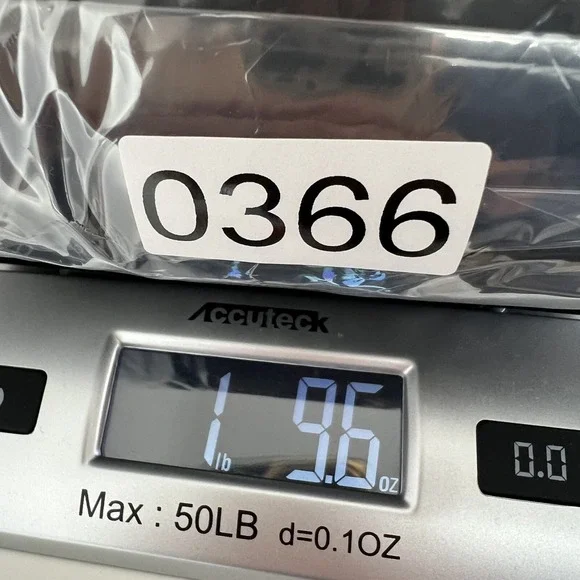 0366
Accuteck
1 lb 9.6 oz
0.0
Max : 50LB d=0.1OZ